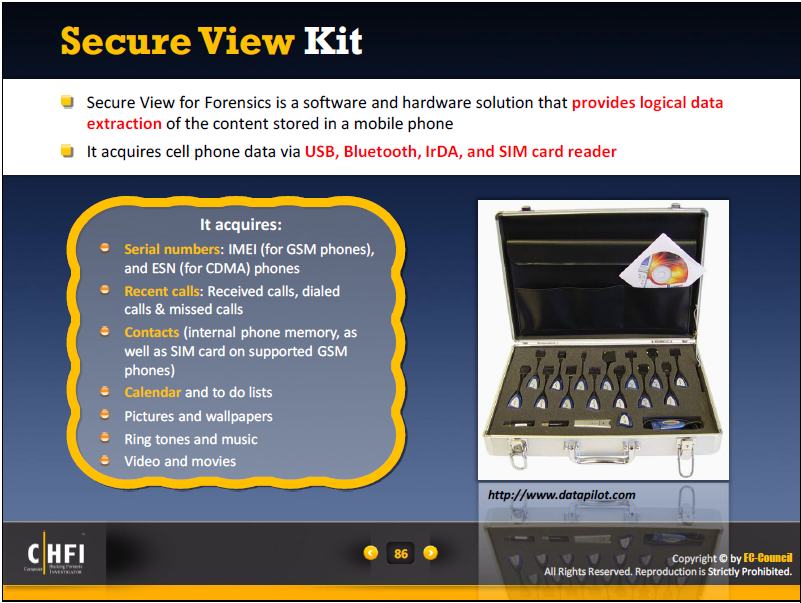 Secure View Kit
Secure View for Forensics is a software and hardware solution that provides logical data
extraction of the content stored in a mobile phone
It acquires cell phone data via USB, Bluetooth, IrDA, and SIM card reader
It acquires:
Serial numbers: IMEI (for GSM phones),
and ESN (for CDMA) phones
Recent calls: Received calls, dialed
calls & missed calls
Contacts (internal phone memory, as
well as SIM card on supported GSM
phones)
Calendar and to do lists
Pictures and wallpapers
Ring tones and music
Video and movies
http://www.datapilot.com
CHFI
Computer Hacking Forensic
INVESTIGATOR
86
Copyright © by EC-Council
All Rights Reserved. Reproduction is Strictly Prohibited.